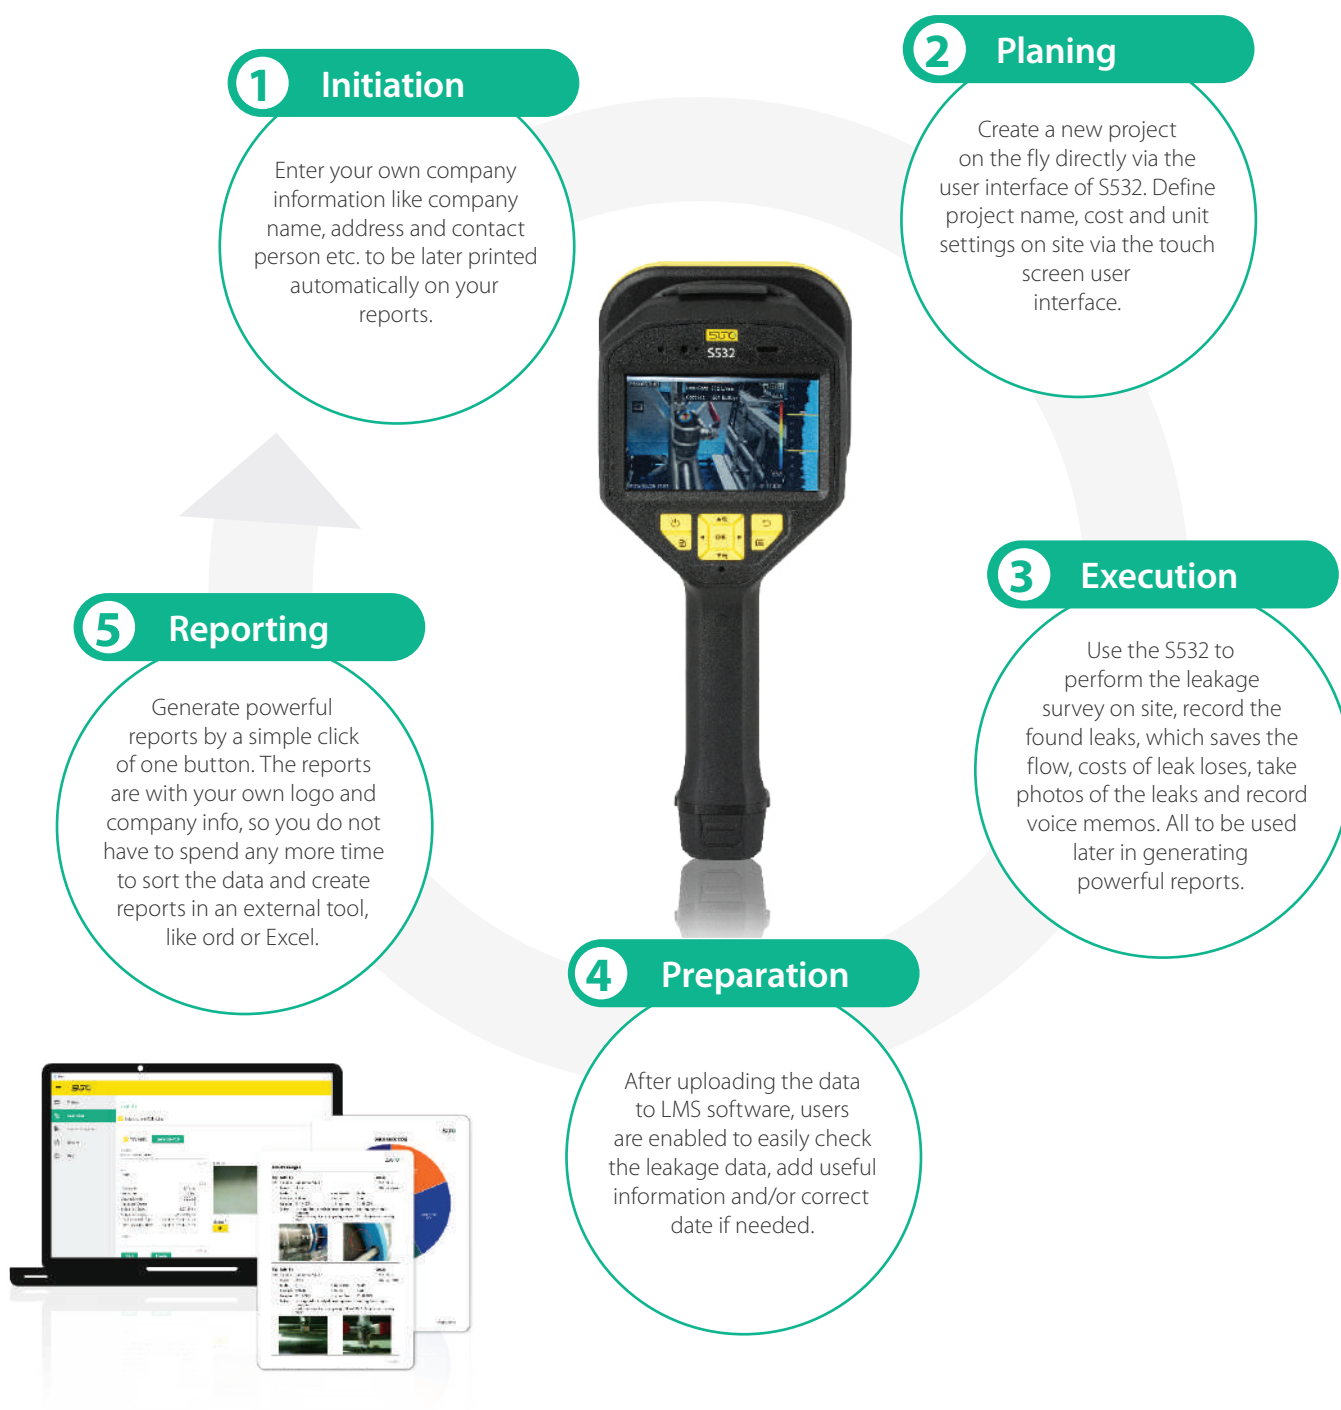 1 Initiation
Enter your own company
information like company
name, address and contact
person etc. to be later printed
automatically on your
reports.
2 Planing
Create a new project
on the fly directly via the
user interface of S532. Define
project name, cost and unit
settings on site via the touch
screen user
interface.
SUTO
S532
OK
3 Execution
Use the S532 to
perform the leakage
survey on site, record the
found leaks, which saves the
flow, costs of leak loses, take
photos of the leaks and record
voice memos. All to be used
later in generating
powerful reports.
4 Preparation
After uploading the data
to LMS software, users
are enabled to easily check
the leakage data, add useful
information and/or correct
date if needed.
5 Reporting
Generate powerful
reports by a simple click
of one button. The reports
are with your own logo and
company info, so you do not
have to spend any more time
to sort the data and create
reports in an external tool,
like ord or Excel.
SUTO